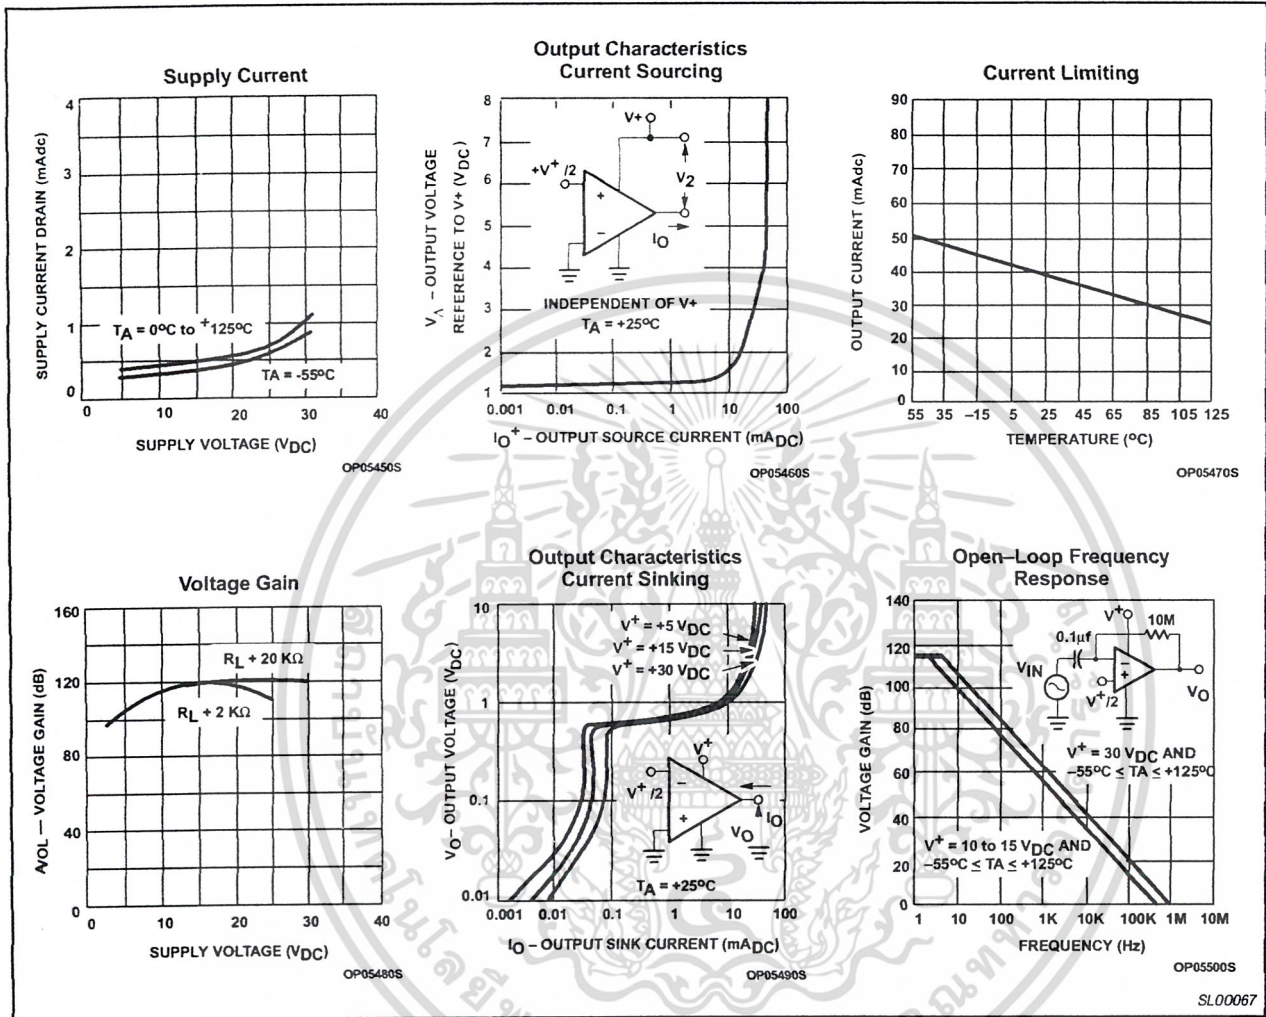 Supply Current
SUPPLY CURRENT DRAIN (mAdc)
4
3
2
1
0
TA = 0°C to +125°C
TA = -55°C
0 10 20 30 40
SUPPLY VOLTAGE (VDC)
OP05450S
Output Characteristics
Current Sourcing
V∧ – OUTPUT VOLTAGE
REFERENCE TO V+ (VDC)
8
7
6
5
4
3
2
1
V+
+V+/2
+
–
V2
IO
INDEPENDENT OF V+
TA = +25°C
0.001 0.01 0.1 1 10 100
IO+ – OUTPUT SOURCE CURRENT (mADC)
OP05460S
Current Limiting
OUTPUT CURRENT (mAdc)
90
80
70
60
50
40
30
20
10
0
55 35 –15 5 25 45 65 85 105 125
TEMPERATURE (°C)
OP05470S
Voltage Gain
AVOL — VOLTAGE GAIN (dB)
160
120
80
40
0
RL + 20 KΩ
RL + 2 KΩ
0 10 20 30 40
SUPPLY VOLTAGE (VDC)
OP05480S
Output Characteristics
Current Sinking
VO – OUTPUT VOLTAGE (VDC)
10
1
0.1
0.01
V+ = +5 VDC
V+ = +15 VDC
V+ = +30 VDC
V+
V+/2
–
+
IO
VO
TA = +25°C
0.001 0.01 0.1 1 10 100
IO – OUTPUT SINK CURRENT (mADC)
OP05490S
Open–Loop Frequency
Response
VOLTAGE GAIN (dB)
140
120
100
80
60
40
20
0
V+
10M
0.1µf
VIN
–
+
V+/2
VO
V+ = 30 VDC AND
–55°C ≤ TA ≤ +125°C
V+ = 10 to 15 VDC AND
–55°C ≤ TA ≤ +125°C
1 10 100 1K 10K 100K 1M 10M
FREQUENCY (Hz)
OP05500S
SL00067